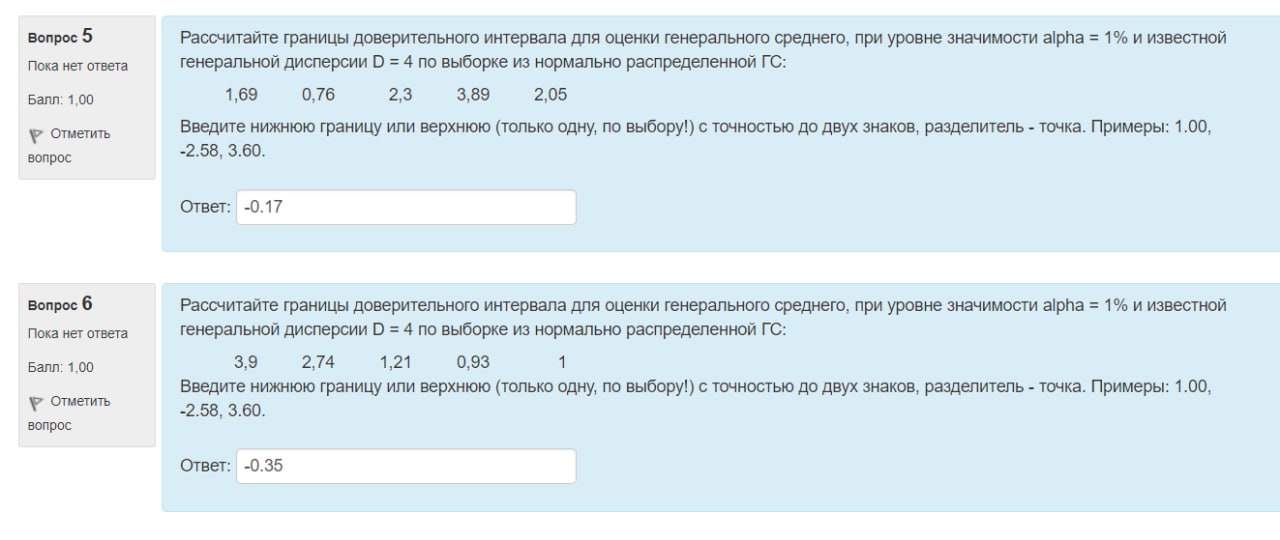 Вопрос 5
Пока нет ответа
Балл: 1,00
Отметить
вопрос
Рассчитайте границы доверительного интервала для оценки генерального среднего, при уровне значимости alpha = 1% и известной
генеральной дисперсии D = 4 по выборке из нормально распределенной ГС:
1,69 0,76 2,3 3,89 2,05
Введите нижнюю границу или верхнюю (только одну, по выбору!) с точностью до двух знаков, разделитель - точка. Примеры: 1.00,
-2.58, 3.60.
Ответ: -0.17
Вопрос 6
Пока нет ответа
Балл: 1,00
Отметить
вопрос
Рассчитайте границы доверительного интервала для оценки генерального среднего, при уровне значимости alpha = 1% и известной
генеральной дисперсии D = 4 по выборке из нормально распределенной ГС:
3,9 2,74 1,21 0,93 1
Введите нижнюю границу или верхнюю (только одну, по выбору!) с точностью до двух знаков, разделитель - точка. Примеры: 1.00,
-2.58, 3.60.
Ответ: -0.35